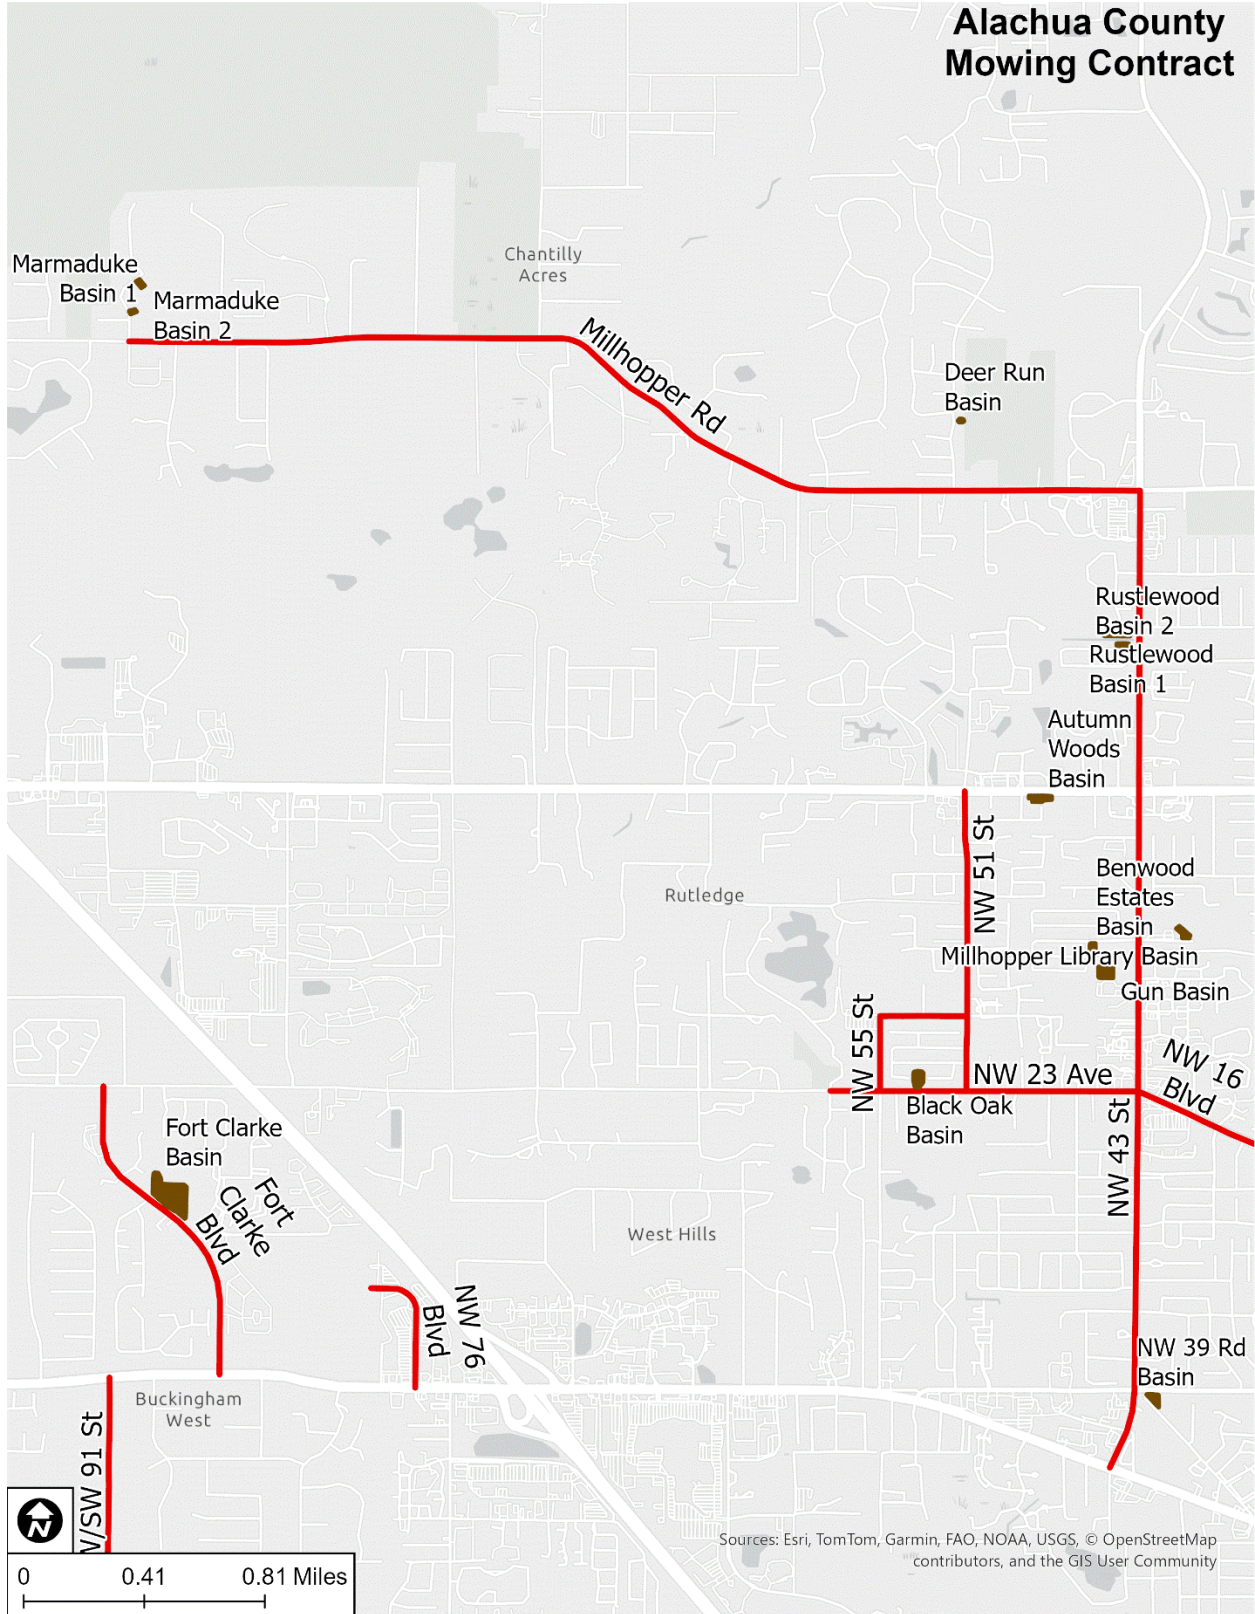 Alachua County
Mowing Contract
Chantilly
Acres
Marmaduke
Basin 1
Marmaduke
Basin 2
Millhopper Rd
Deer Run
Basin
Rustlewood
Basin 2
Rustlewood
Basin 1
Autumn
Woods
Basin
NW 51 St
Rutledge
Benwood
Estates
Basin
Millhopper Library Basin
Gun Basin
NW 55 St
NW 23 Ave
NW 16
Blvd
Black Oak
Basin
NW 43 St
Fort Clarke
Basin
Fort
Clarke
Blvd
West Hills
NW 76
Blvd
NW 39 Rd
Basin
Buckingham
West
W/SW 91 St
N
0 0.41 0.81 Miles
Sources: Esri, TomTom, Garmin, FAO, NOAA, USGS, © OpenStreetMap
contributors, and the GIS User Community